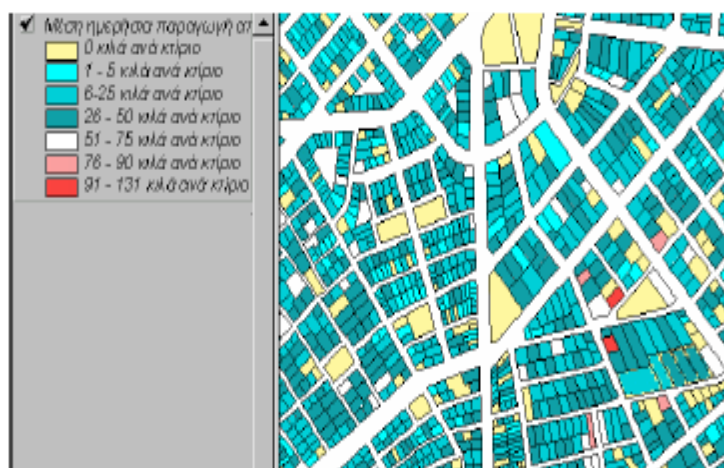 Μέση ημερήσια παραγωγή απ
0 κιλά ανά κτίριο
1 - 5 κιλά ανά κτίριο
6-25 κιλά ανά κτίριο
26 - 50 κιλά ανά κτίριο
51 - 75 κιλά ανά κτίριο
76 - 90 κιλά ανά κτίριο
91 - 131 κιλά ανά κτίριο